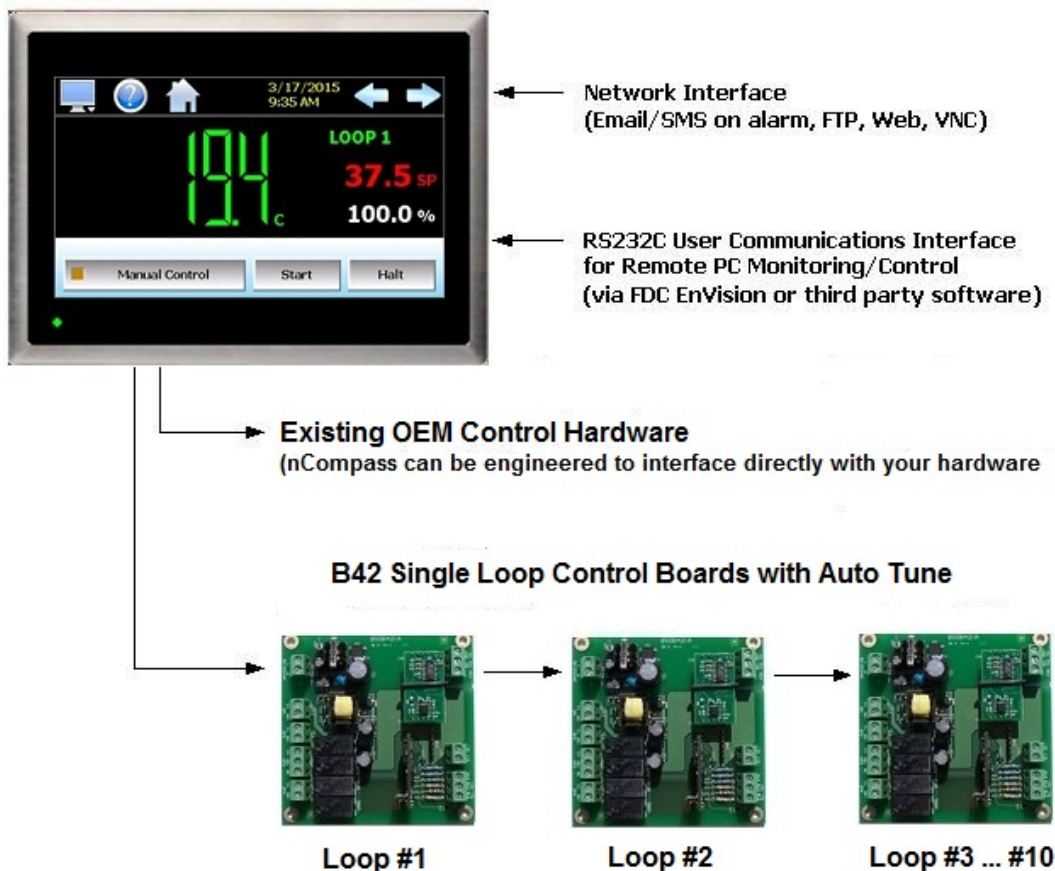 3/17/2015
9:35 AM
LOOP 1
19.4 C
37.5 SP
100.0 %
Manual Control
Start
Halt
Network Interface
(Email/SMS on alarm, FTP, Web, VNC)
RS232C User Communications Interface
for Remote PC Monitoring/Control
(via FDC EnVision or third party software)
Existing OEM Control Hardware
(nCompass can be engineered to interface directly with your hardware
B42 Single Loop Control Boards with Auto Tune
Loop #1
Loop #2
Loop #3 ... #10